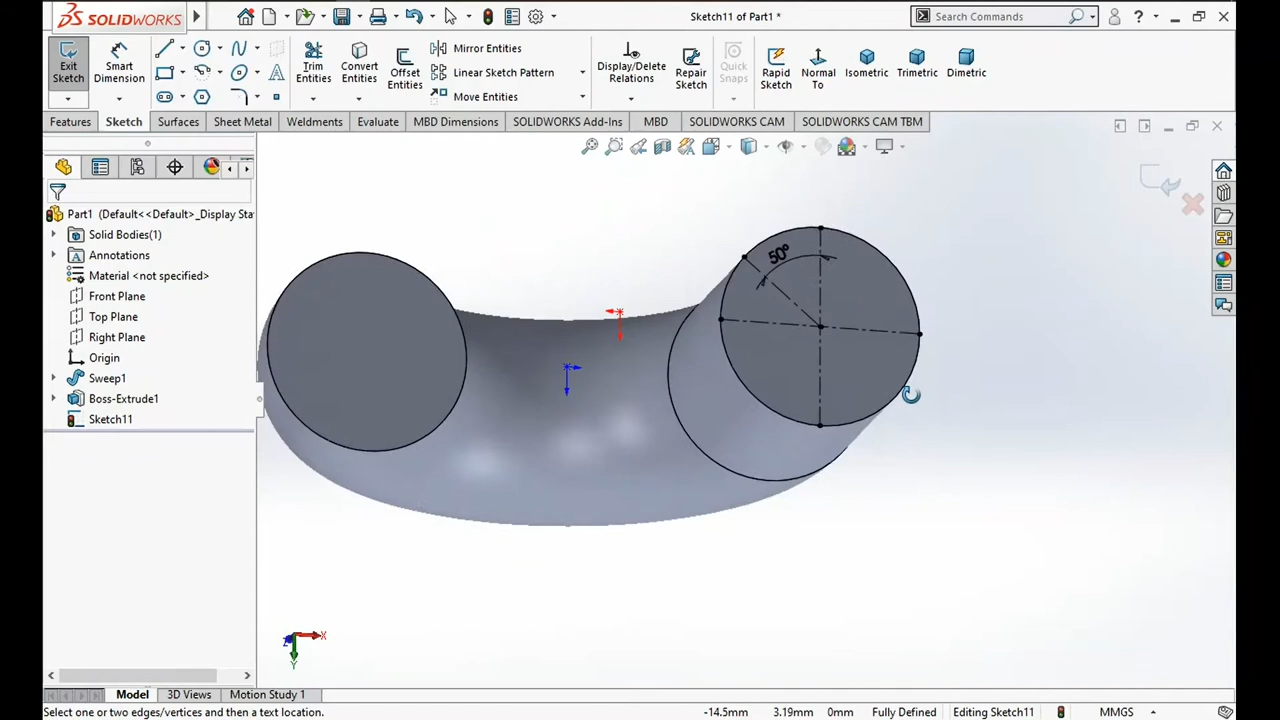 SOLIDWORKS
Sketch11 of Part1 *
Search Commands
Exit Sketch
Smart Dimension
Trim Entities
Convert Entities
Offset Entities
Mirror Entities
Linear Sketch Pattern
Move Entities
Display/Delete Relations
Repair Sketch
Quick Snaps
Rapid Sketch
Normal To
Isometric
Trimetric
Dimetric
Features
Sketch
Surfaces
Sheet Metal
Weldments
Evaluate
MBD Dimensions
SOLIDWORKS Add-Ins
MBD
SOLIDWORKS CAM
SOLIDWORKS CAM TBM
Part1 (Default<<Default>_Display Sta
Solid Bodies(1)
Annotations
Material <not specified>
Front Plane
Top Plane
Right Plane
Origin
Sweep1
Boss-Extrude1
Sketch11
50°
X
Y
Z
Model
3D Views
Motion Study 1
Select one or two edges/vertices and then a text location.
-14.5mm
3.19mm
0mm
Fully Defined
Editing Sketch11
MMGS